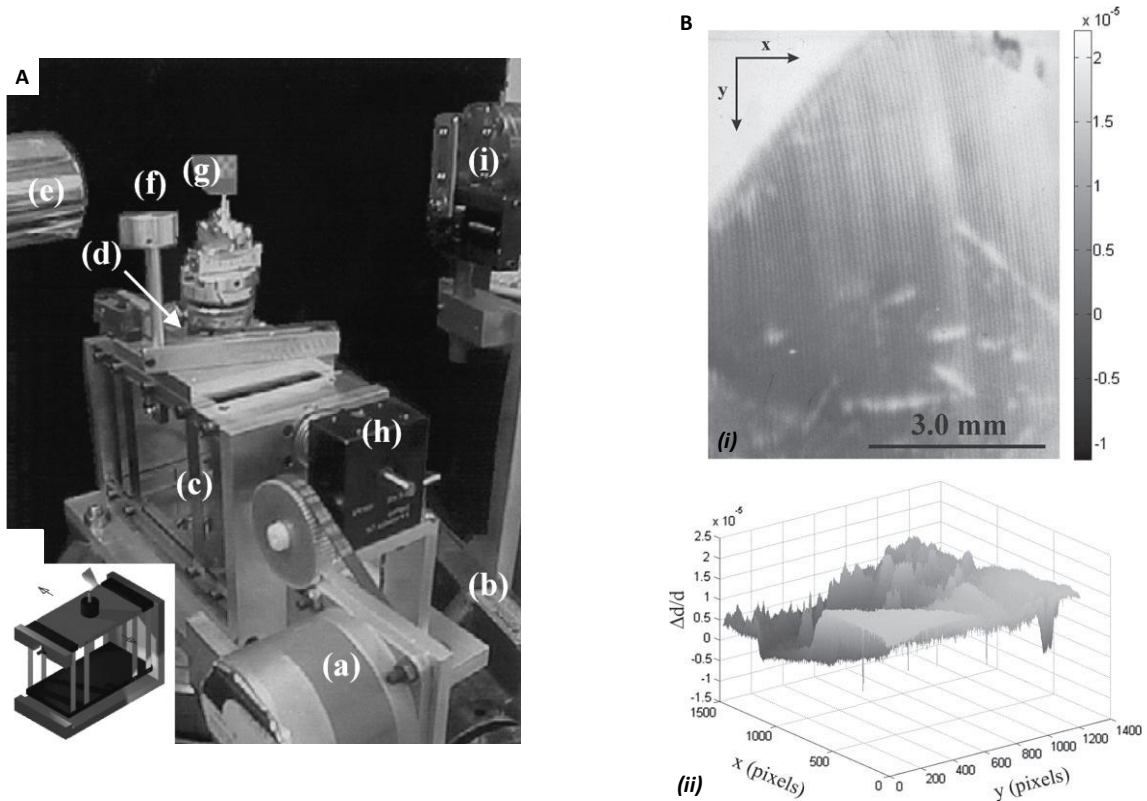 A
(e)
(f)
(g)
(i)
(d)
(c)
(h)
(b)
(a)
B
x
y
(i)
3.0 mm
x 10⁻⁵
2
1.5
1
0.5
0
-0.5
-1
x 10⁻⁵
2.5
2
1.5
1
0.5
0
-0.5
-1
-1.5
Δd/d
1500
1000
500
0
x (pixels)
0
200
400
600
800
1000
1200
1400
y (pixels)
(ii)